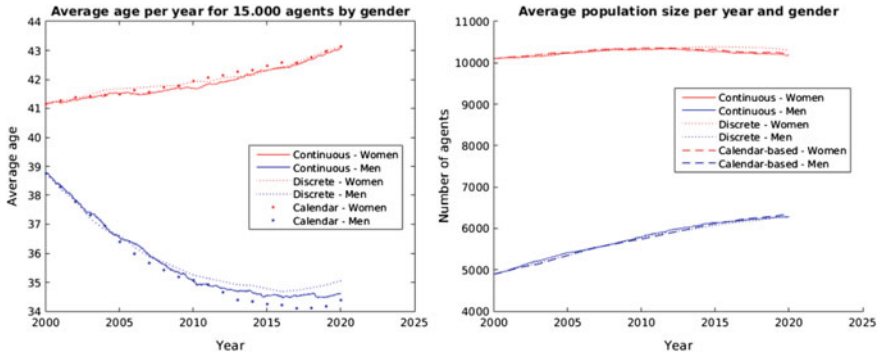 Average age per year for 15.000 agents by gender
44
43
42
41
40
39
38
37
36
35
34
Average age
2000
2005
2010
2015
2020
2025
Year
Continuous - Women
Continuous - Men
Discrete - Women
Discrete - Men
Calendar - Women
Calendar - Men
Average population size per year and gender
11000
10000
9000
8000
7000
6000
5000
4000
Number of agents
2000
2005
2010
2015
2020
2025
Year
Continuous - Women
Continuous - Men
Discrete - Women
Discrete - Men
Calendar-based - Women
Calendar-based - Men